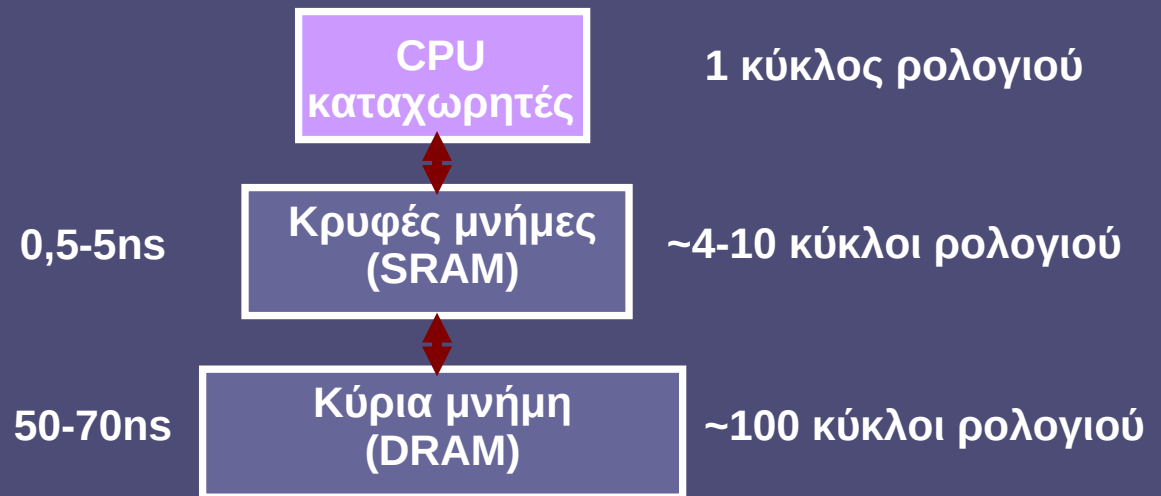 CPU
καταχωρητές
1 κύκλος ρολογιού
0,5-5ns
Κρυφές μνήμες
(SRAM)
~4-10 κύκλοι ρολογιού
50-70ns
Κύρια μνήμη
(DRAM)
~100 κύκλοι ρολογιού